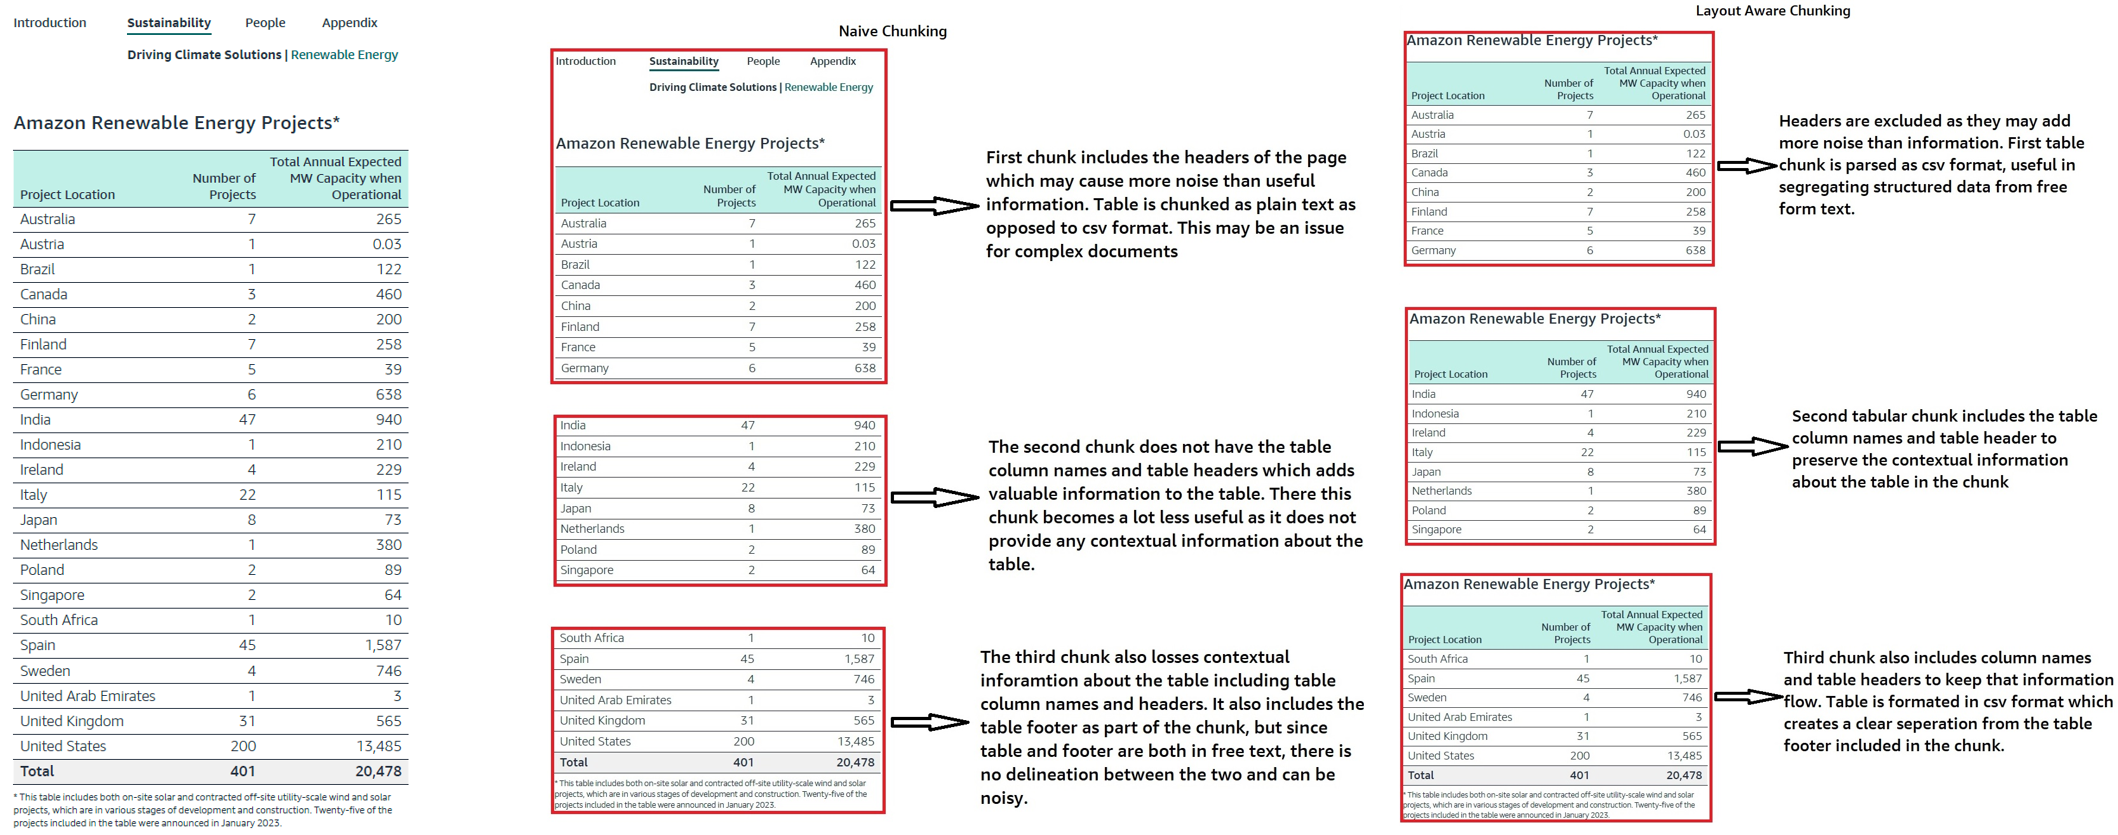 Introduction Sustainability People Appendix
Driving Climate Solutions | Renewable Energy
Amazon Renewable Energy Projects*
Project Location Number of Projects Total Annual Expected MW Capacity when Operational
Australia 7 265
Austria 1 0.03
Brazil 1 122
Canada 3 460
China 2 200
Finland 7 258
France 5 39
Germany 6 638
India 47 940
Indonesia 1 210
Ireland 4 229
Italy 22 115
Japan 8 73
Netherlands 1 380
Poland 2 89
Singapore 2 64
South Africa 1 10
Spain 45 1,587
Sweden 4 746
United Arab Emirates 1 3
United Kingdom 31 565
United States 200 13,485
Total 401 20,478
* This table includes both on-site solar and contracted off-site utility-scale wind and solar
projects, which are in various stages of development and construction. Twenty-five of the
projects included in the table were announced in January 2023.
Naive Chunking
Introduction Sustainability People Appendix
Driving Climate Solutions | Renewable Energy
Amazon Renewable Energy Projects*
Project Location Number of Projects Total Annual Expected MW Capacity when Operational
Australia 7 265
Austria 1 0.03
Brazil 1 122
Canada 3 460
China 2 200
Finland 7 258
France 5 39
Germany 6 638
First chunk includes the headers of the page
which may cause more noise than useful
information. Table is chunked as plain text as
opposed to csv format. This may be an issue
for complex documents
India 47 940
Indonesia 1 210
Ireland 4 229
Italy 22 115
Japan 8 73
Netherlands 1 380
Poland 2 89
Singapore 2 64
The second chunk does not have the table
column names and table headers which adds
valuable information to the table. There this
chunk becomes a lot less useful as it does not
provide any contextual information about the
table.
South Africa 1 10
Spain 45 1,587
Sweden 4 746
United Arab Emirates 1 3
United Kingdom 31 565
United States 200 13,485
Total 401 20,478
* This table includes both on-site solar and contracted off-site utility-scale wind and solar
projects, which are in various stages of development and construction. Twenty-five of the
projects included in the table were announced in January 2023.
The third chunk also losses contextual
inforamtion about the table including table
column names and headers. It also includes the
table footer as part of the chunk, but since
table and footer are both in free text, there is
no delineation between the two and can be
noisy.
Layout Aware Chunking
Amazon Renewable Energy Projects*
Project Location Number of Projects Total Annual Expected MW Capacity when Operational
Australia 7 265
Austria 1 0.03
Brazil 1 122
Canada 3 460
China 2 200
Finland 7 258
France 5 39
Germany 6 638
Headers are excluded as they may add
more noise than information. First table
chunk is parsed as csv format, useful in
segregating structured data from free
form text.
Amazon Renewable Energy Projects*
Project Location Number of Projects Total Annual Expected MW Capacity when Operational
India 47 940
Indonesia 1 210
Ireland 4 229
Italy 22 115
Japan 8 73
Netherlands 1 380
Poland 2 89
Singapore 2 64
Second tabular chunk includes the table
column names and table header to
preserve the contextual information
about the table in the chunk
Amazon Renewable Energy Projects*
Project Location Number of Projects Total Annual Expected MW Capacity when Operational
South Africa 1 10
Spain 45 1,587
Sweden 4 746
United Arab Emirates 1 3
United Kingdom 31 565
United States 200 13,485
Total 401 20,478
* This table includes both on-site solar and contracted off-site utility-scale wind and solar
projects, which are in various stages of development and construction. Twenty-five of the
projects included in the table were announced in January 2023.
Third chunk also includes column names
and table headers to keep that information
flow. Table is formated in csv format which
creates a clear seperation from the table
footer included in the chunk.